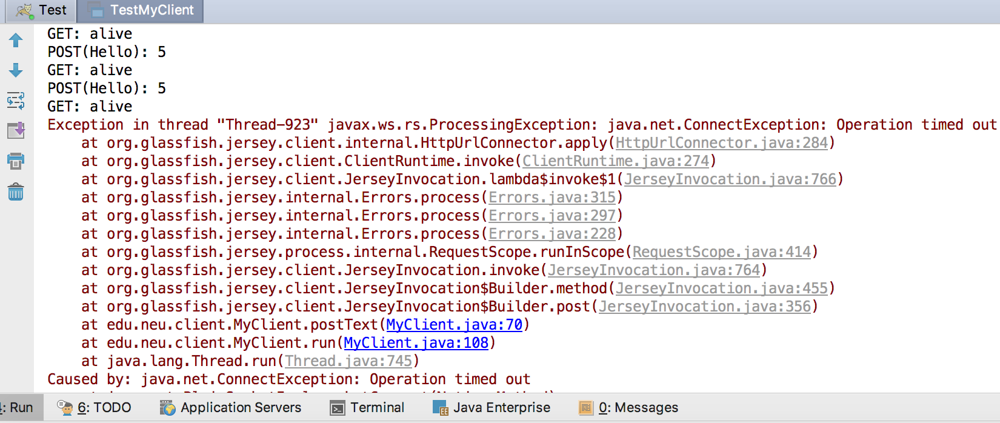 Test TestMyClient
GET: alive
POST(Hello): 5
GET: alive
POST(Hello): 5
GET: alive
Exception in thread "Thread-923" javax.ws.rs.ProcessingException: java.net.ConnectException: Operation timed out
at org.glassfish.jersey.client.internal.HttpUrlConnector.apply(HttpUrlConnector.java:284)
at org.glassfish.jersey.client.ClientRuntime.invoke(ClientRuntime.java:274)
at org.glassfish.jersey.client.JerseyInvocation.lambda$invoke$1(JerseyInvocation.java:766)
at org.glassfish.jersey.internal.Errors.process(Errors.java:315)
at org.glassfish.jersey.internal.Errors.process(Errors.java:297)
at org.glassfish.jersey.internal.Errors.process(Errors.java:228)
at org.glassfish.jersey.process.internal.RequestScope.runInScope(RequestScope.java:414)
at org.glassfish.jersey.client.JerseyInvocation.invoke(JerseyInvocation.java:764)
at org.glassfish.jersey.client.JerseyInvocation$Builder.method(JerseyInvocation.java:455)
at org.glassfish.jersey.client.JerseyInvocation$Builder.post(JerseyInvocation.java:356)
at edu.neu.client.MyClient.postText(MyClient.java:70)
at edu.neu.client.MyClient.run(MyClient.java:108)
at java.lang.Thread.run(Thread.java:745)
Caused by: java.net.ConnectException: Operation timed out
: Run 6: TODO Application Servers Terminal Java Enterprise 0: Messages